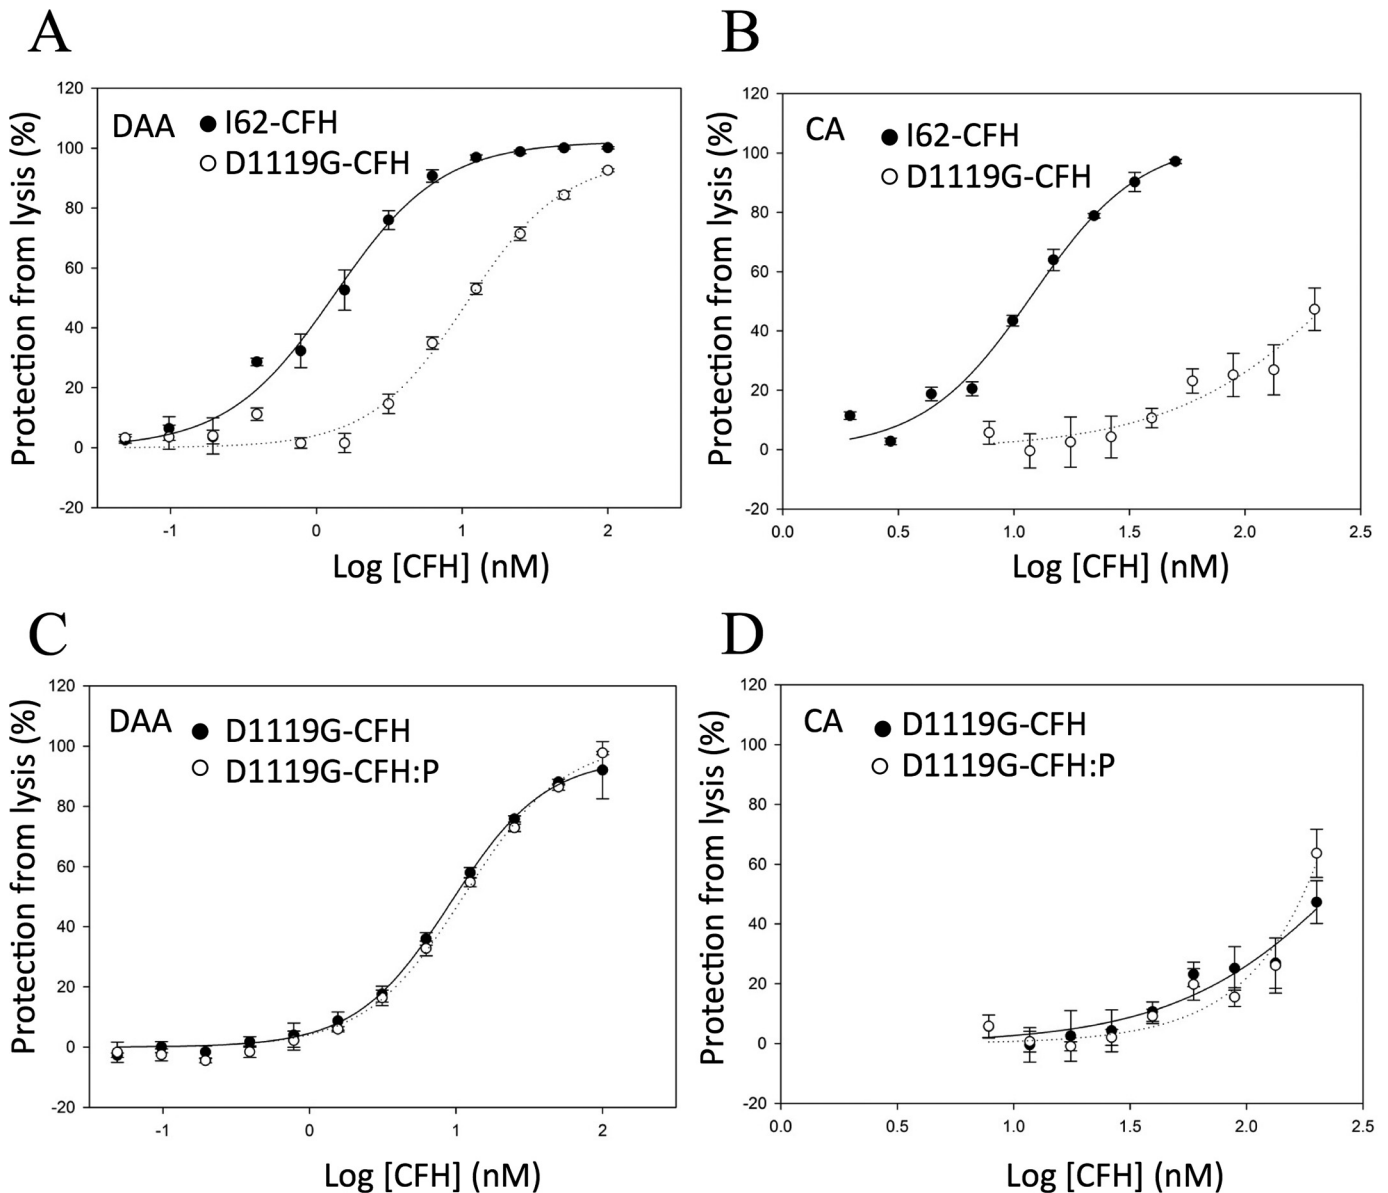 A
DAA
I62-CFH
D1119G-CFH
Protection from lysis (%)
120
100
80
60
40
20
0
-20
-1
0
1
2
Log [CFH] (nM)
B
CA
I62-CFH
D1119G-CFH
Protection from lysis (%)
120
100
80
60
40
20
0
-20
0.0
0.5
1.0
1.5
2.0
2.5
Log [CFH] (nM)
C
DAA
D1119G-CFH
D1119G-CFH:P
Protection from lysis (%)
120
100
80
60
40
20
0
-20
-1
0
1
2
Log [CFH] (nM)
D
CA
D1119G-CFH
D1119G-CFH:P
Protection from lysis (%)
120
100
80
60
40
20
0
-20
0.0
0.5
1.0
1.5
2.0
2.5
Log [CFH] (nM)